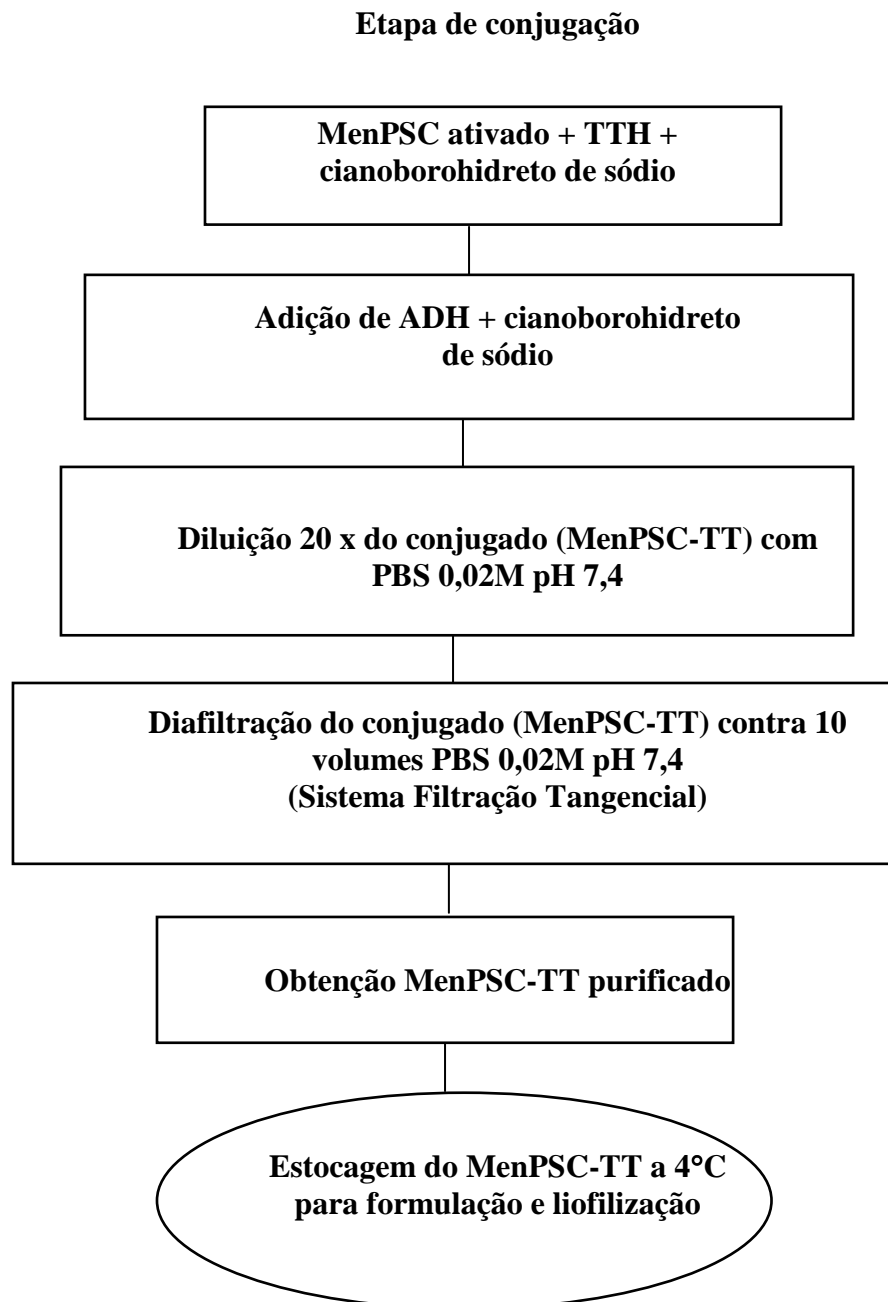 Etapa de conjugação
MenPSC ativado + TTH +
cianoborohidreto de sódio
Adição de ADH + cianoborohidreto
de sódio
Diluição 20 x do conjugado (MenPSC-TT) com
PBS 0,02M pH 7,4
Diafiltração do conjugado (MenPSC-TT) contra 10
volumes PBS 0,02M pH 7,4
(Sistema Filtração Tangencial)
Obtenção MenPSC-TT purificado
Estocagem do MenPSC-TT a 4°C
para formulação e liofilização